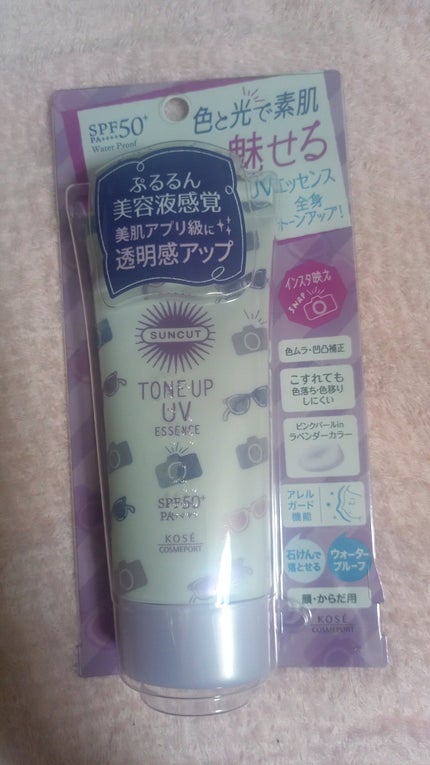 SPF50+
PA++++
Water Proof
色と光で素肌
魅せる
UVエッセンス
全身
トーンアップ!
ぷるるん
美容液感覚
美肌アプリ級に
透明感アップ
インスタ映え
SNAP
SUNCUT
TONE UP
UV
ESSENCE
SPF50+
PA++++
KOSÉ
COSMEPORT
色ムラ・凹凸補正
こすれても
色落ち・色移り
しにくい
ピンクパールin
ラベンダーカラー
アレル
ガード
機能
石けんで
落とせる
ウォーター
プルーフ
顔・からだ用
KOSÉ
COSMEPORT